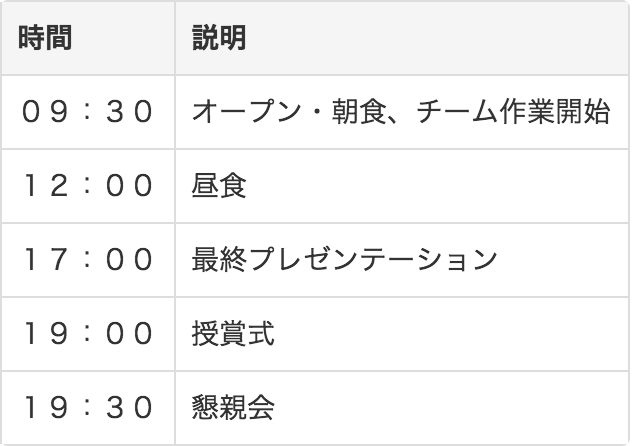 時間 説明
０９：３０ オープン・朝食、チーム作業開始
１２：００ 昼食
１７：００ 最終プレゼンテーション
１９：００ 授賞式
１９：３０ 懇親会